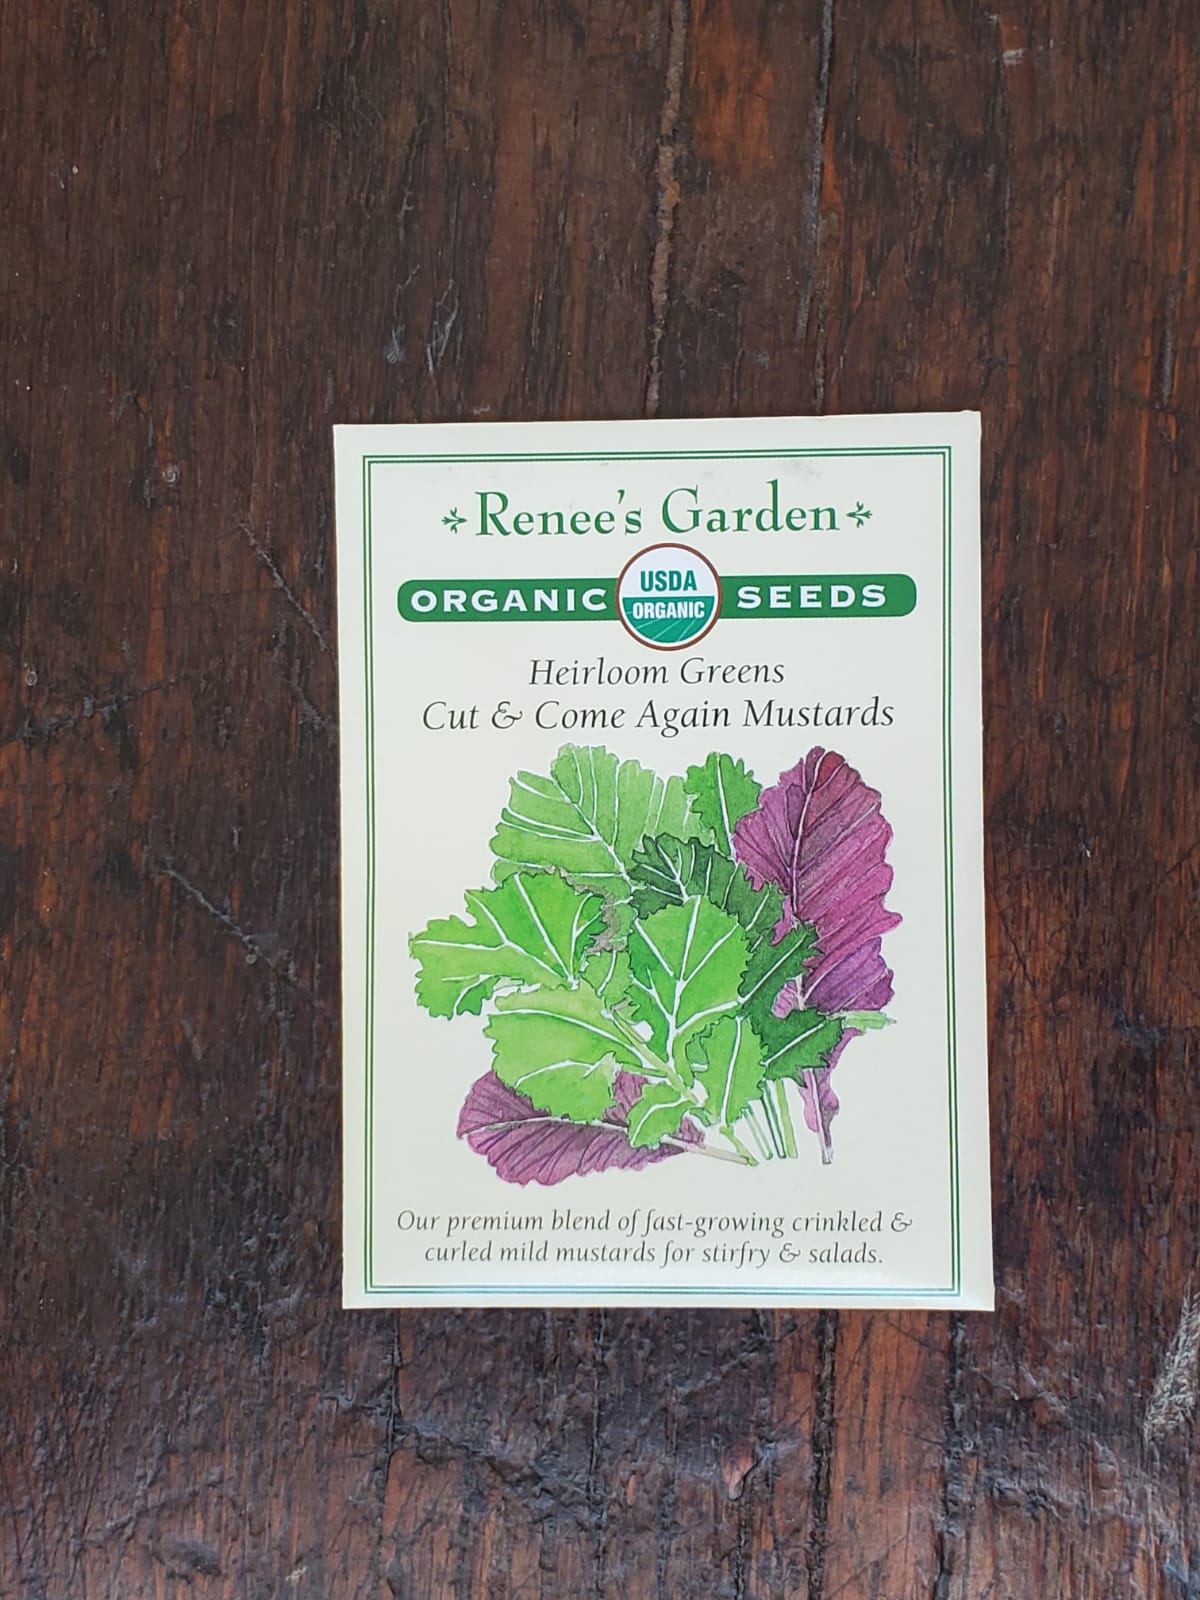 Renee's Garden
ORGANIC USDA ORGANIC SEEDS
Heirloom Greens
Cut & Come Again Mustards
Our premium blend of fast-growing crinkled &
curled mild mustards for stirfry & salads.